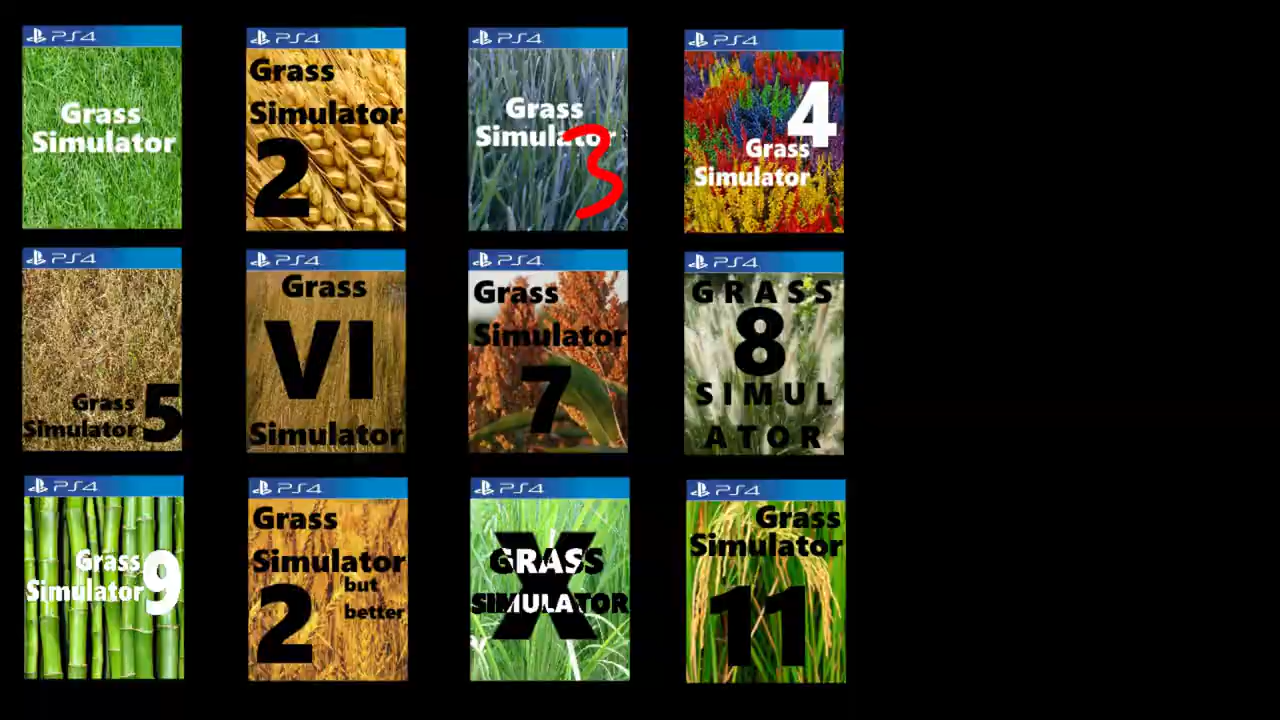 PS4
Grass
Simulator
PS4
Grass
Simulator
2
PS4
Grass
Simulator
3
PS4
4
Grass
Simulator
PS4
Grass
Simulator
5
PS4
Grass
VI
Simulator
PS4
Grass
Simulator
7
PS4
GRASS
8
SIMUL
ATOR
PS4
Grass
Simulator
9
PS4
Grass
Simulator
2
but
better
PS4
X
GRASS
SIMULATOR
PS4
Grass
Simulator
11